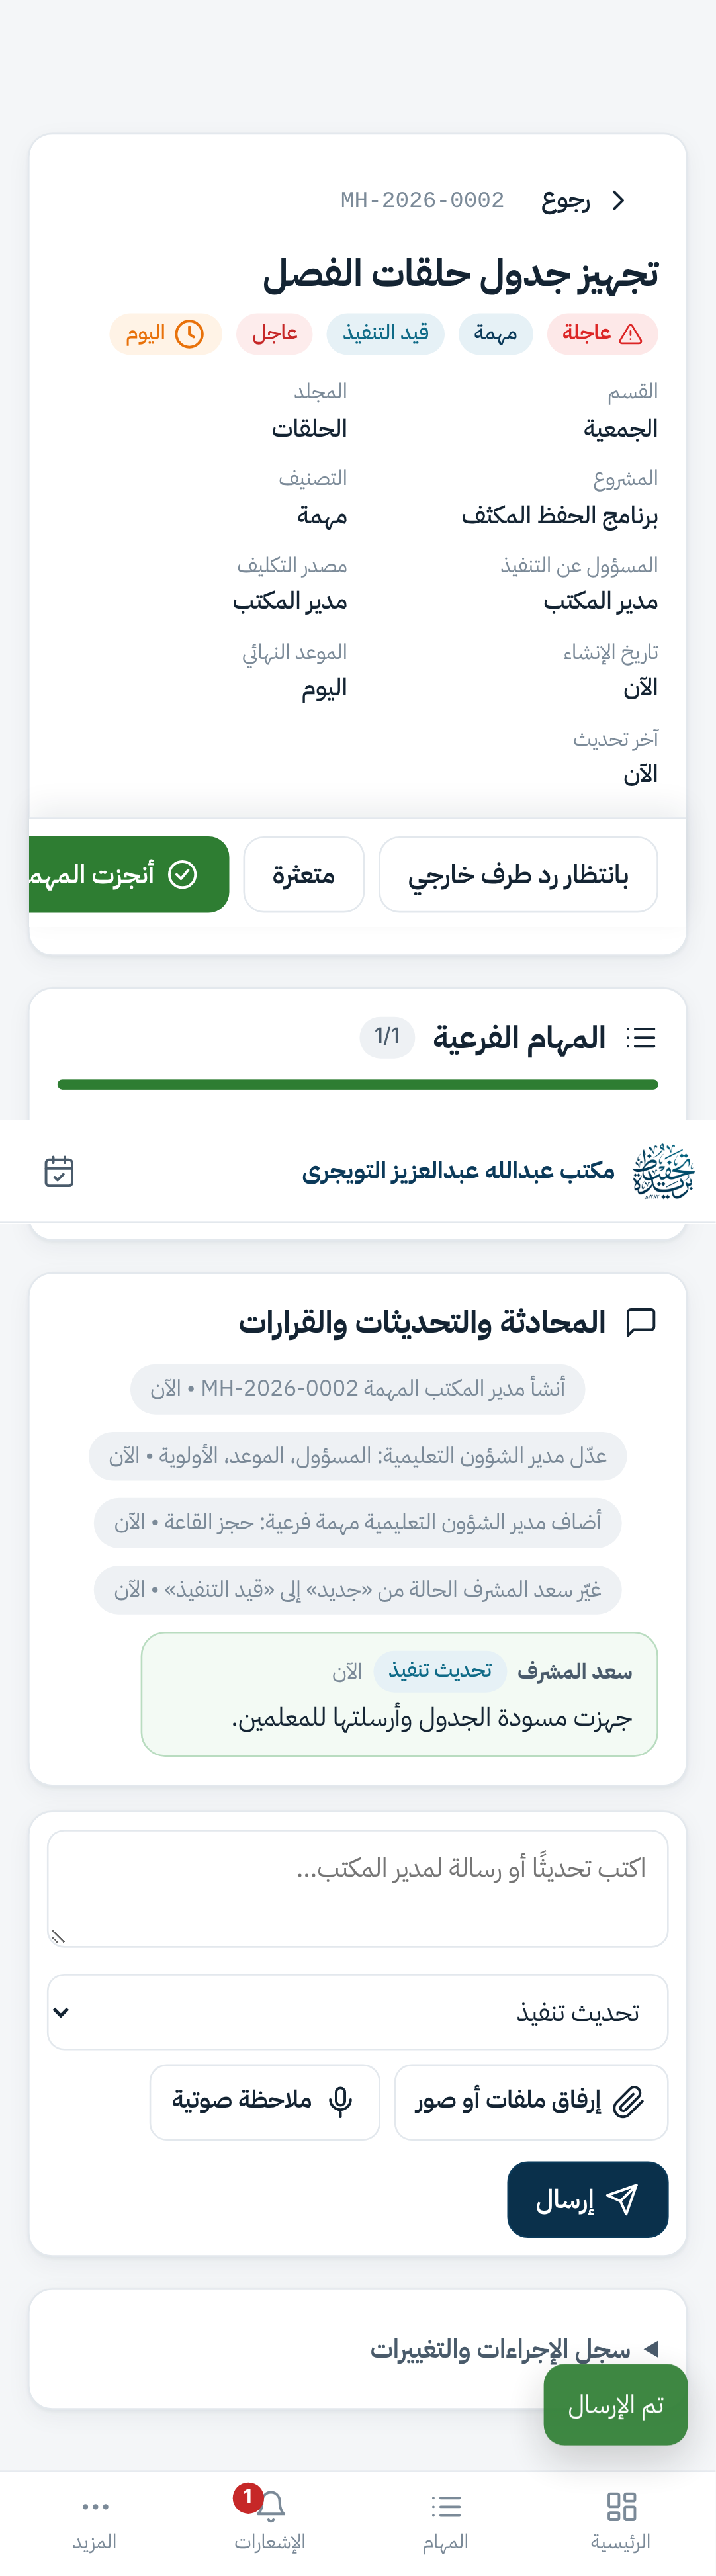 رجوع MH-2026-0002
تجهيز جدول حلقات الفصل
عاجلة مهمة قيد التنفيذ عاجل اليوم
القسم المجلد
الجمعية الحلقات
المشروع التصنيف
برنامج الحفظ المكثف مهمة
المسؤول عن التنفيذ مصدر التكليف
مدير المكتب مدير المكتب
تاريخ الإنشاء الموعد النهائي
الآن اليوم
آخر تحديث
الآن
بانتظار رد طرف خارجي متعثرة أنجزت المهم
المهام الفرعية 1/1
مكتب عبدالله عبدالعزيز التويجري
المحادثة والتحديثات والقرارات
أنشأ مدير المكتب المهمة MH-2026-0002 • الآن
عدّل مدير الشؤون التعليمية: المسؤول، الموعد، الأولوية • الآن
أضاف مدير الشؤون التعليمية مهمة فرعية: حجز القاعة • الآن
غيّر سعد المشرف الحالة من «جديد» إلى «قيد التنفيذ» • الآن
سعد المشرف تحديث تنفيذ الآن
جهزت مسودة الجدول وأرسلتها للمعلمين.
اكتب تحديثًا أو رسالة لمدير المكتب...
تحديث تنفيذ
إرفاق ملفات أو صور ملاحظة صوتية
إرسال
سجل الإجراءات والتغييرات
تم الإرسال
1
الرئيسية المهام الإشعارات المزيد